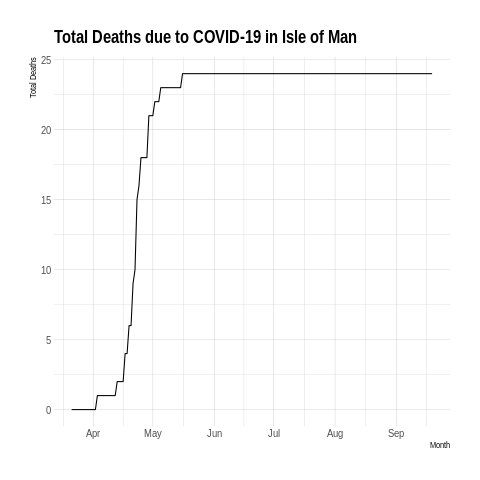 Total Deaths due to COVID-19 in Isle of Man
Total Deaths
25
20
15
10
5
0
Apr May Jun Jul Aug Sep
Month